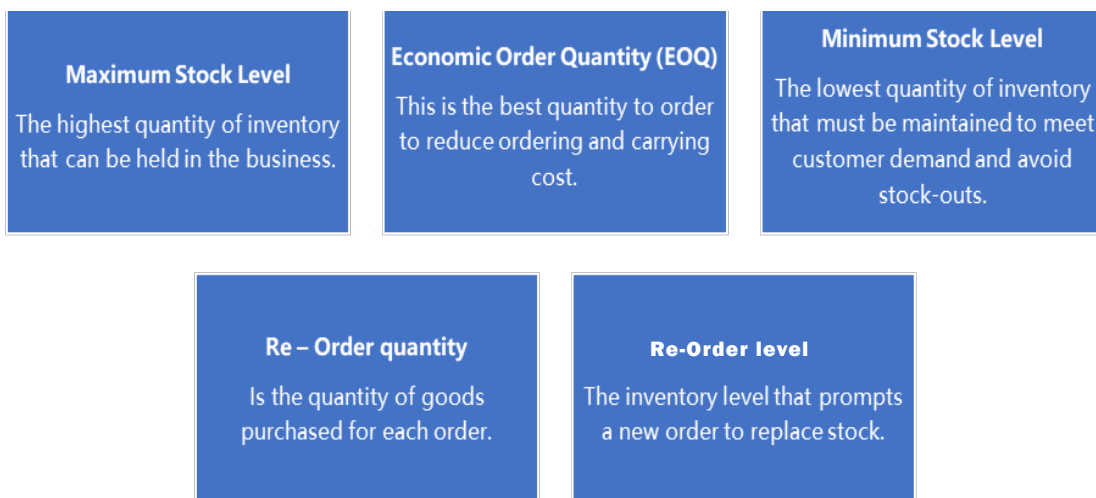 Maximum Stock Level
The highest quantity of inventory
that can be held in the business.
Economic Order Quantity (EOQ)
This is the best quantity to order
to reduce ordering and carrying
cost.
Minimum Stock Level
The lowest quantity of inventory
that must be maintained to meet
customer demand and avoid
stock-outs.
Re – Order quantity
Is the quantity of goods
purchased for each order.
Re-Order level
The inventory level that prompts
a new order to replace stock.